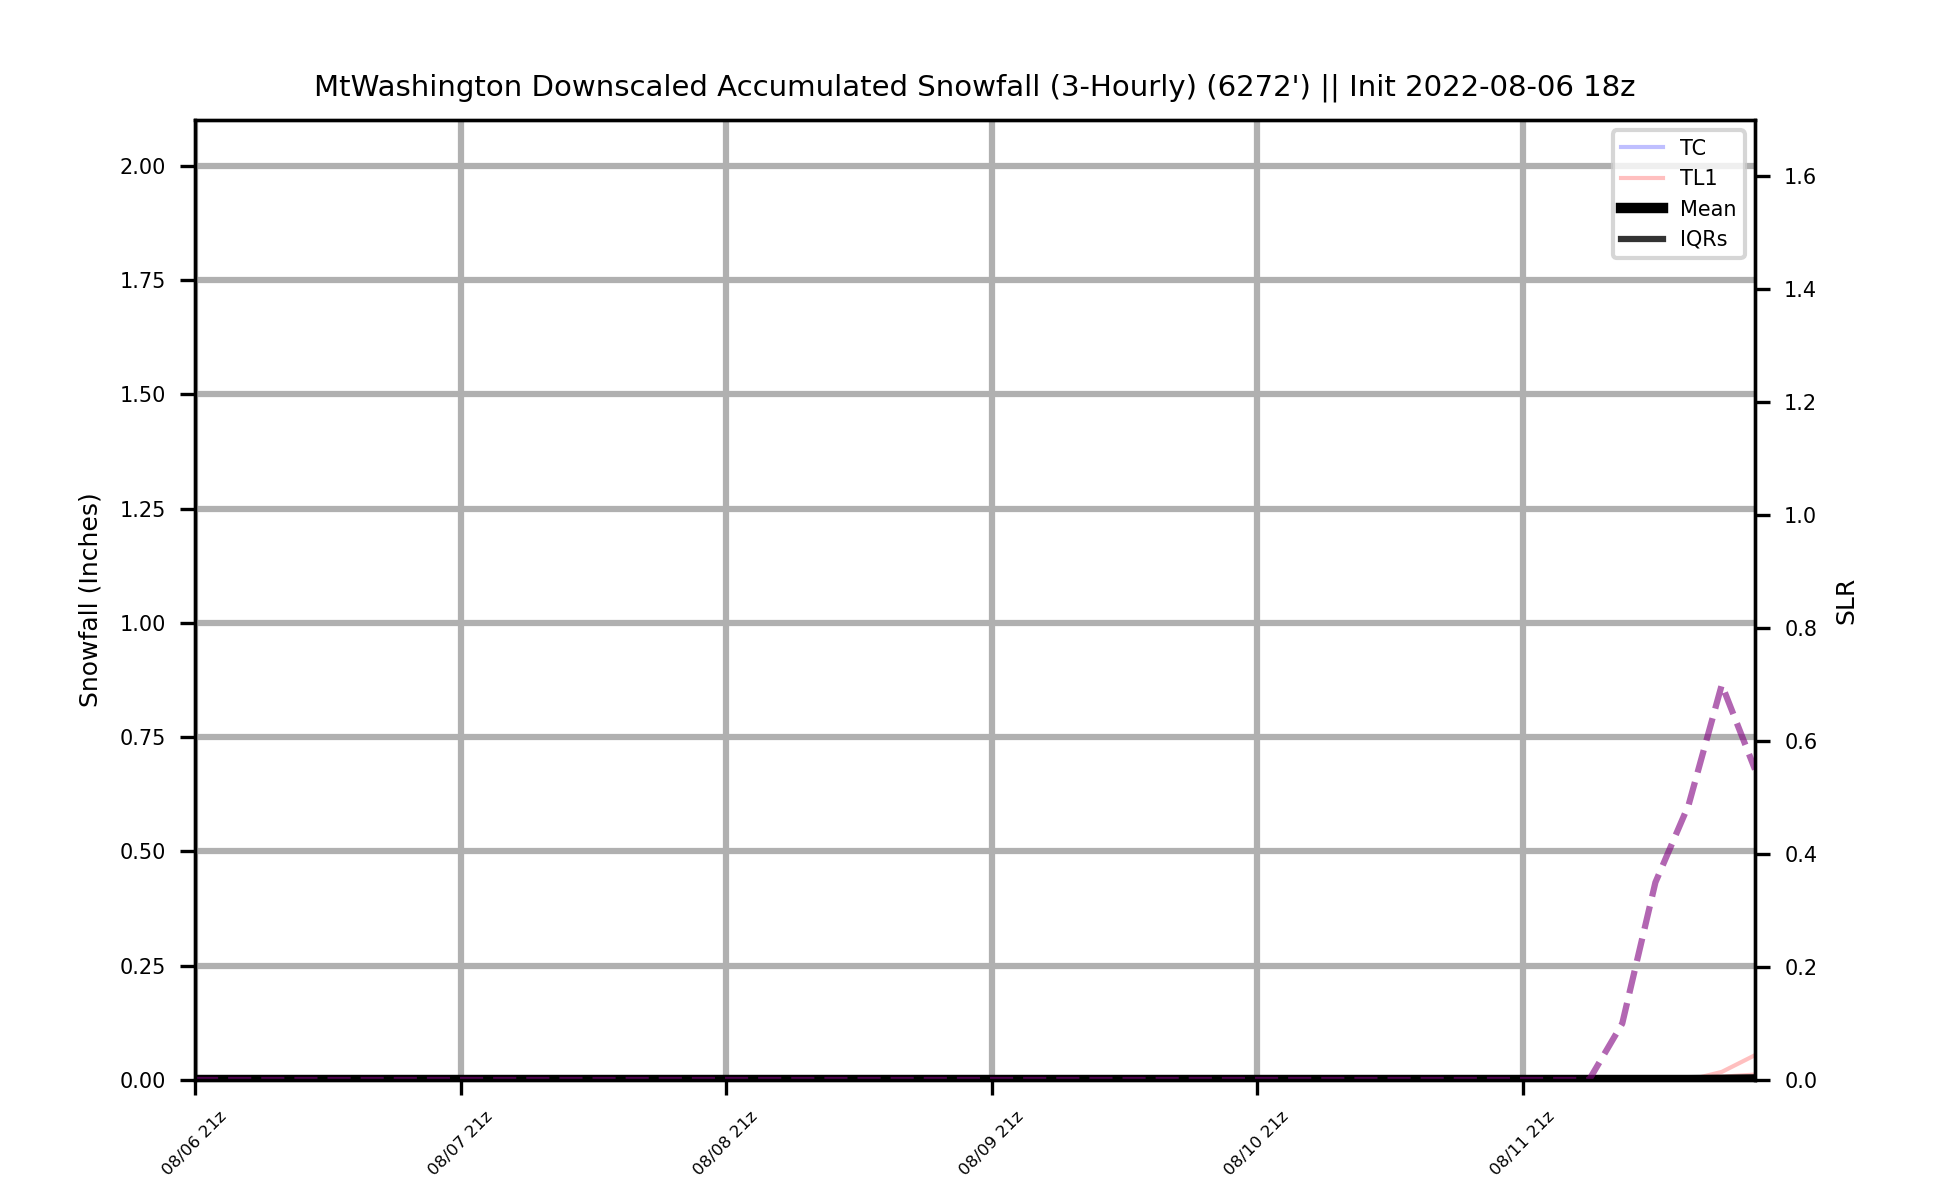 MtWashington Downscaled Accumulated Snowfall (3-Hourly) (6272') || Init 2022-08-06 18z
TC
TL1
Mean
IQRs
Snowfall (Inches)
2.00
1.75
1.50
1.25
1.00
0.75
0.50
0.25
0.00
1.6
1.4
1.2
1.0
0.8
0.6
0.4
0.2
0.0
SLR
08/06 21z
08/07 21z
08/08 21z
08/09 21z
08/10 21z
08/11 21z